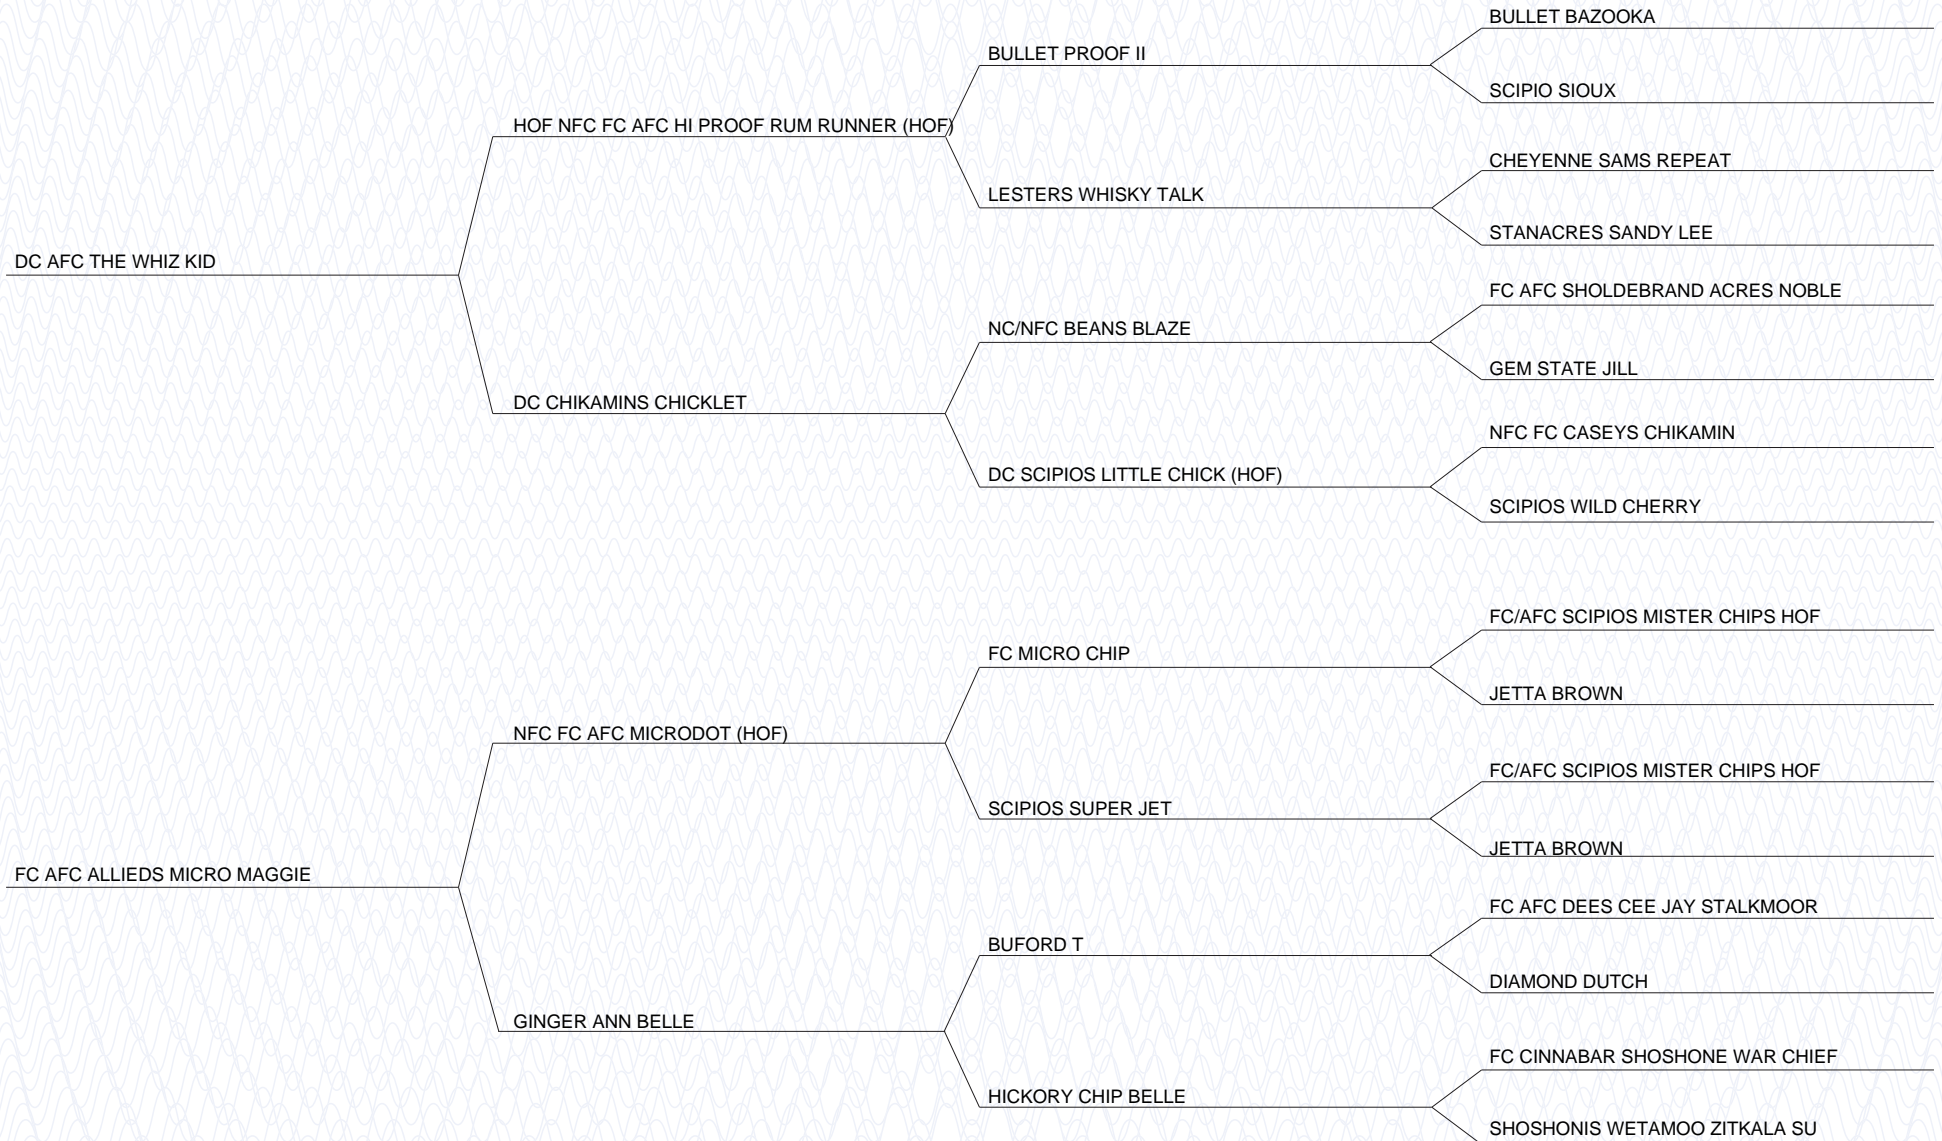 BULLET BAZOOKA
BULLET PROOF II
SCIPIO SIOUX
HOF NFC FC AFC HI PROOF RUM RUNNER (HOF)
CHEYENNE SAMS REPEAT
LESTERS WHISKY TALK
STANACRES SANDY LEE
DC AFC THE WHIZ KID
FC AFC SHOLDEBRAND ACRES NOBLE
NC/NFC BEANS BLAZE
GEM STATE JILL
DC CHIKAMINS CHICKLET
NFC FC CASEYS CHIKAMIN
DC SCIPIOS LITTLE CHICK (HOF)
SCIPIOS WILD CHERRY
FC/AFC SCIPIOS MISTER CHIPS HOF
FC MICRO CHIP
JETTA BROWN
NFC FC AFC MICRODOT (HOF)
FC/AFC SCIPIOS MISTER CHIPS HOF
SCIPIOS SUPER JET
JETTA BROWN
FC AFC ALLIEDS MICRO MAGGIE
FC AFC DEES CEE JAY STALKMOOR
BUFORD T
DIAMOND DUTCH
GINGER ANN BELLE
FC CINNABAR SHOSHONE WAR CHIEF
HICKORY CHIP BELLE
SHOSHONIS WETAMOO ZITKALA SU